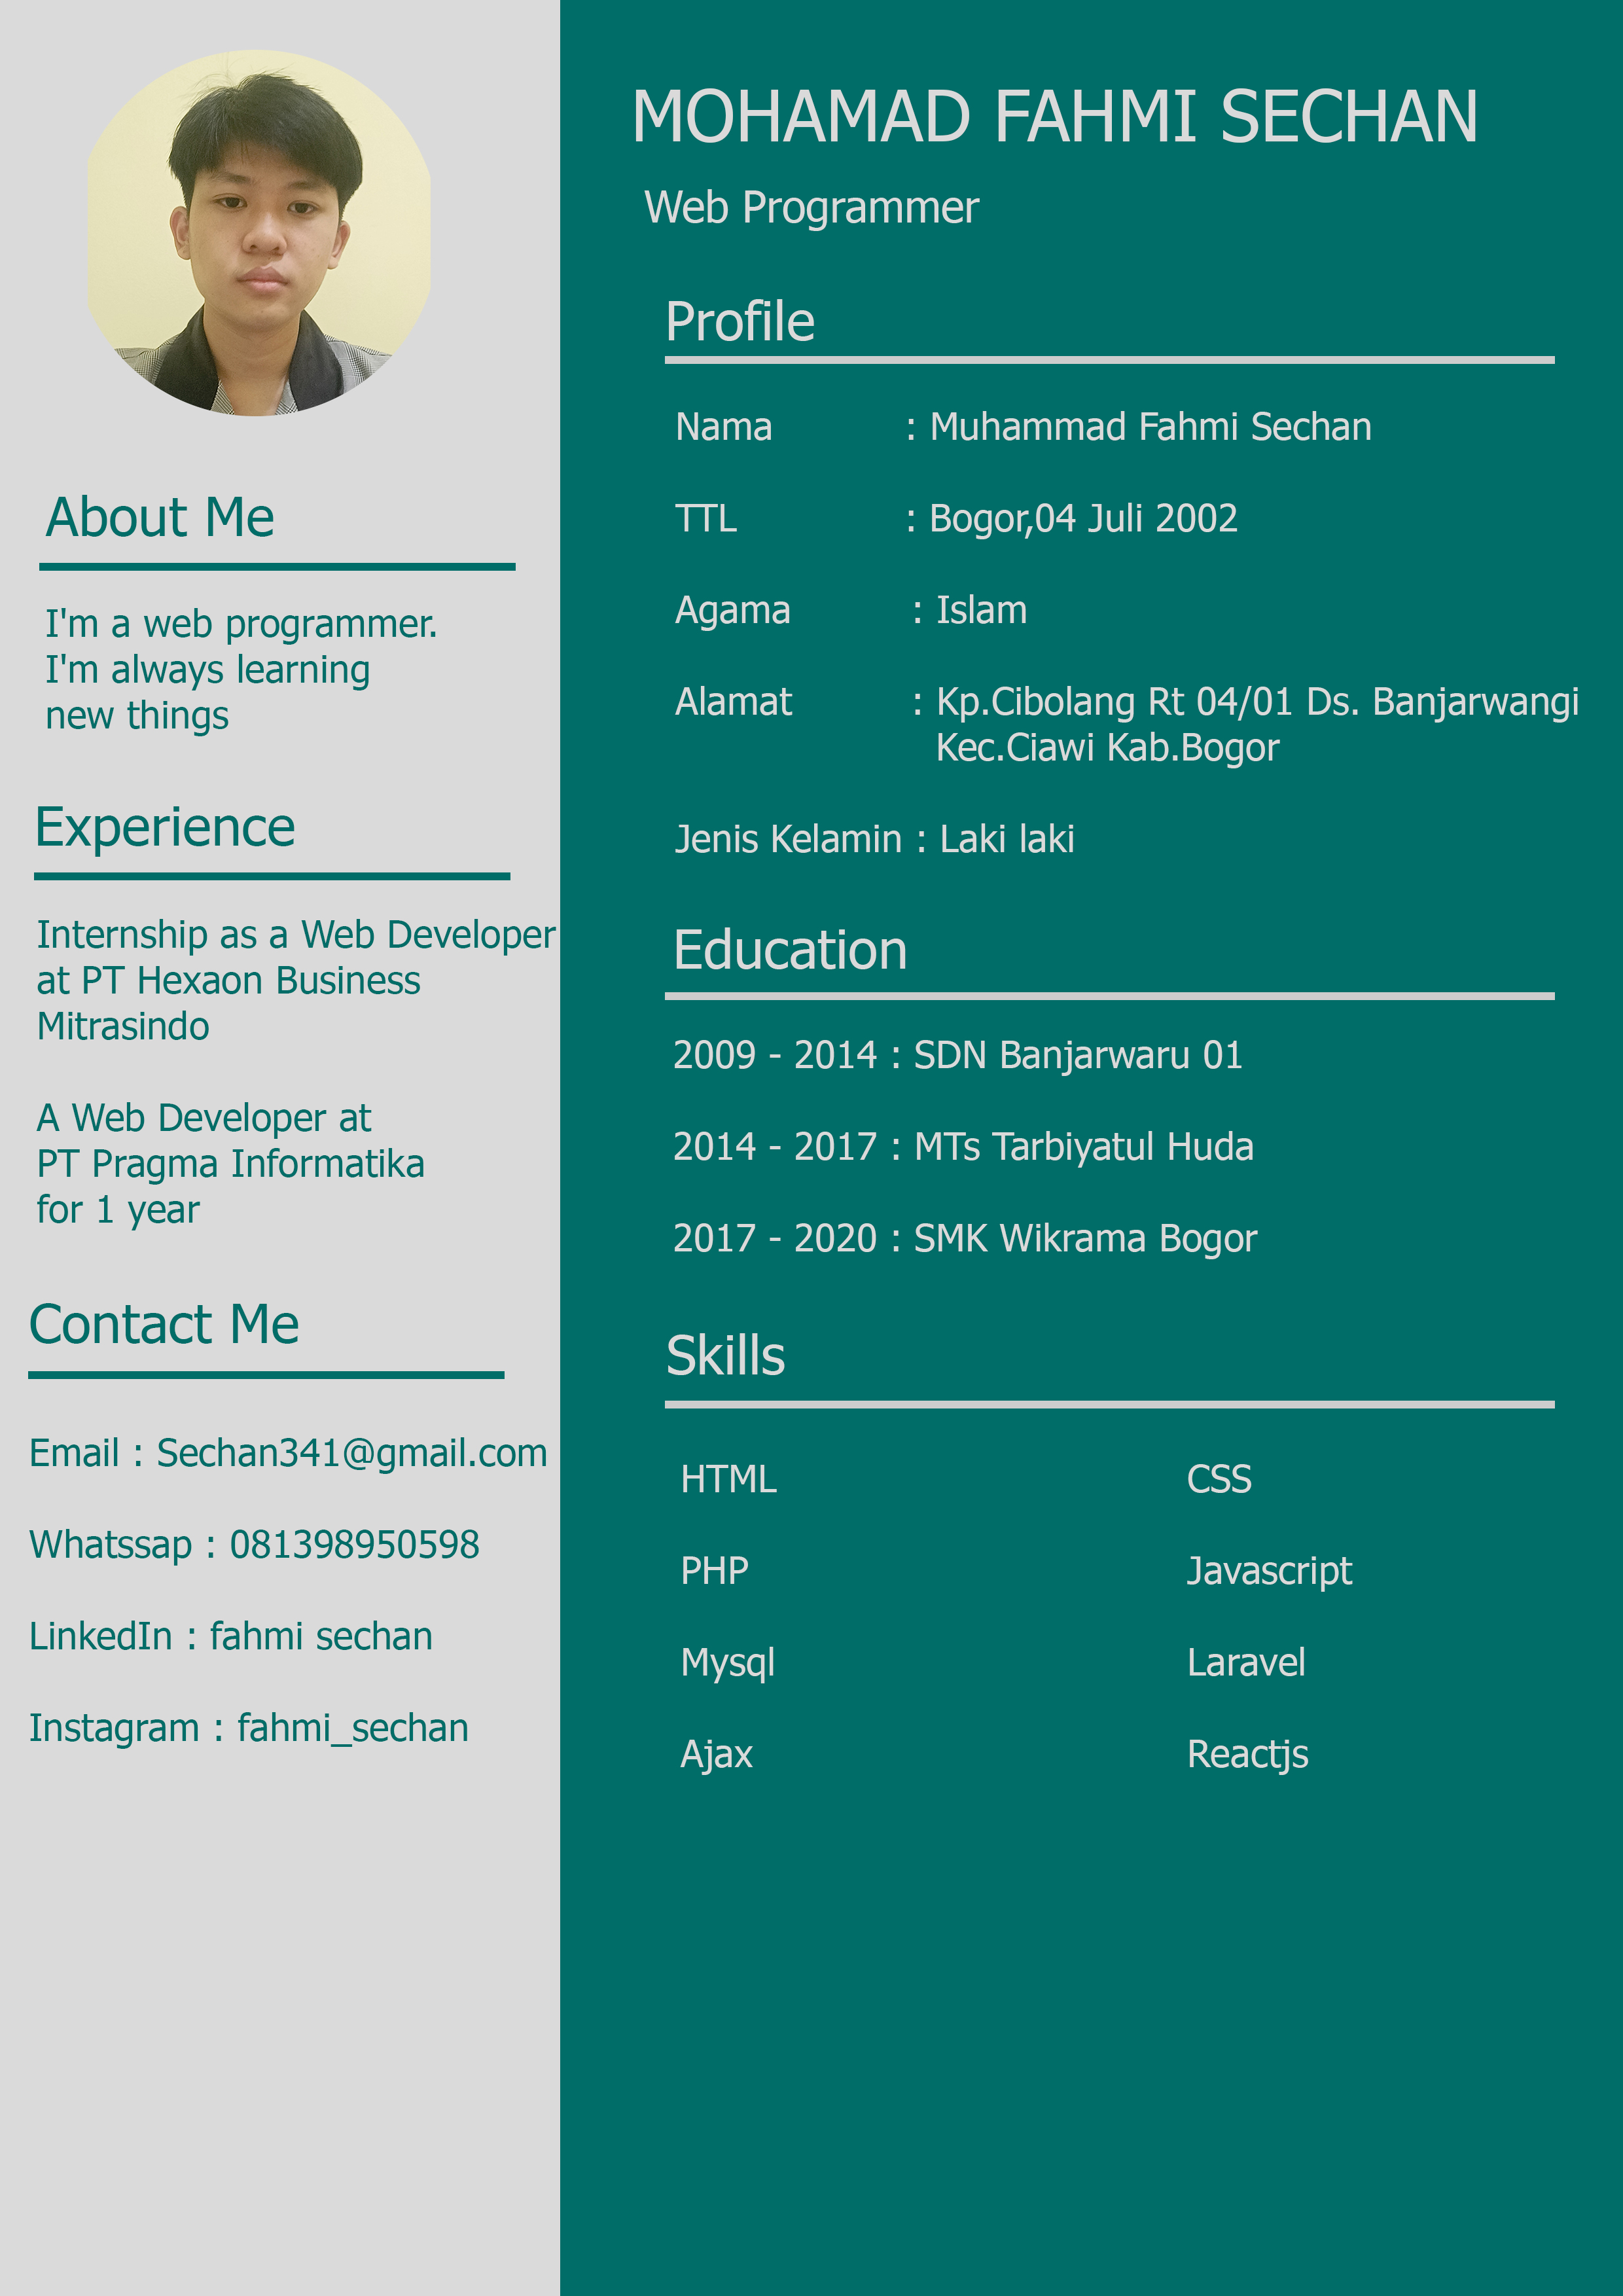 MOHAMAD FAHMI SECHAN
Web Programmer
About Me
I'm a web programmer.
I'm always learning
new things
Experience
Internship as a Web Developer
at PT Hexaon Business
Mitrasindo
A Web Developer at
PT Pragma Informatika
for 1 year
Contact Me
Email : Sechan341@gmail.com
Whatssap : 081398950598
LinkedIn : fahmi sechan
Instagram : fahmi_sechan
Profile
Nama : Muhammad Fahmi Sechan
TTL : Bogor,04 Juli 2002
Agama : Islam
Alamat : Kp.Cibolang Rt 04/01 Ds. Banjarwangi
Kec.Ciawi Kab.Bogor
Jenis Kelamin : Laki laki
Education
2009 - 2014 : SDN Banjarwaru 01
2014 - 2017 : MTs Tarbiyatul Huda
2017 - 2020 : SMK Wikrama Bogor
Skills
HTML CSS
PHP Javascript
Mysql Laravel
Ajax Reactjs